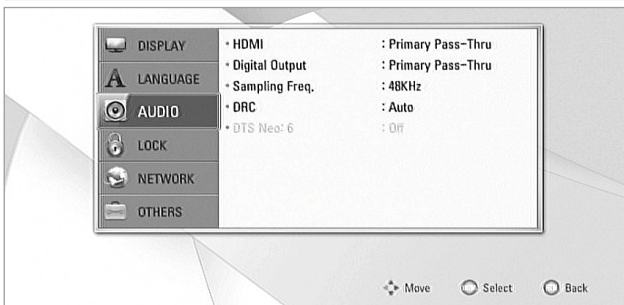 DISPLAY
LANGUAGE
AUDIO
LOCK
NETWORK
OTHERS
• HDMI : Primary Pass-Thru
• Digital Output : Primary Pass-Thru
• Sampling Freq. : 48KHz
• DRC : Auto
• DTS Neo: 6 : Off
Move Select Back